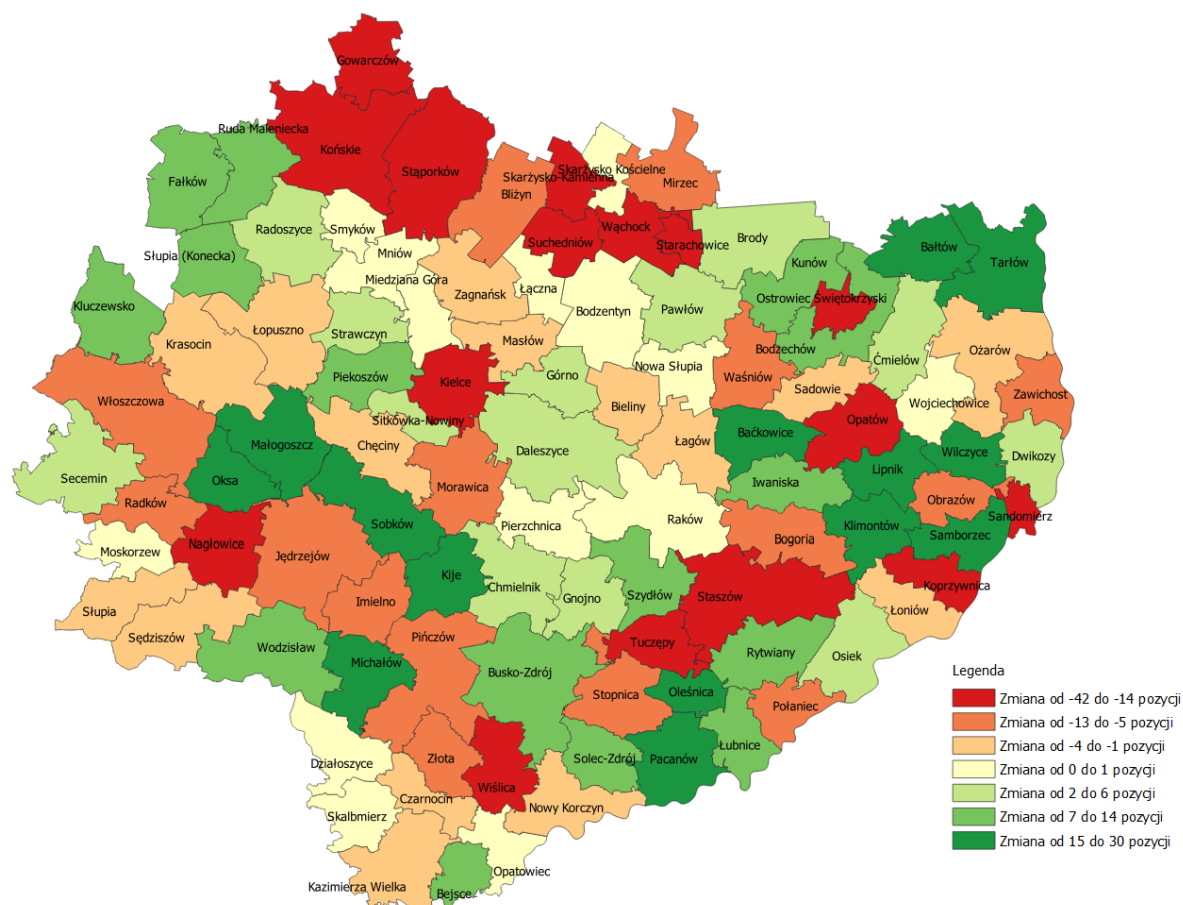 Gowarczów
Ruda Maleniecka
Końskie
Stąporków
Fałków
Skarżysko Kościelne
Skarżysko-Kamienna
Bliżyn
Mirzec
Radoszyce
Smyków
Wąchock
Suchedniów
Starachowice
Brody
Słupia (Konecka)
Mniów
Miedziana Góra
Łączna
Zagnańsk
Bałtów
Tarłów
Kunów
Kluczewsko
Ostrowiec
Świętokrzyski
Bodzentyn
Pawłów
Łopuszno
Strawczyn
Krasocin
Masłów
Bodzechów
Ożarów
Ćmielów
Nowa Słupia
Górno
Piekoszów
Kielce
Waśniów
Sadowie
Włoszczowa
Bieliny
Wojciechowice
Zawichost
Sitkówka-Nowiny
Opatów
Małogoszcz
Chęciny
Łagów
Baćkowice
Daleszyce
Wilczyce
Dwikozy
Secemin
Oksa
Lipnik
Morawica
Iwaniska
Radków
Obrazów
Sandomierz
Sobków
Pierzchnica
Raków
Klimontów
Samborzec
Nagłowice
Bogoria
Moskorzew
Jędrzejów
Kije
Chmielnik
Koprzywnica
Gnojno
Szydłów
Staszów
Imielno
Słupia
Łoniów
Sędziszów
Pińczów
Tuczępy
Wodzisław
Rytwiany
Osiek
Michałów
Busko-Zdrój
Stopnica
Oleśnica
Połaniec
Łubnice
Złota
Solec-Zdrój
Pacanów
Działoszyce
Wiślica
Czarnocin
Nowy Korczyn
Skalbmierz
Opatowiec
Kazimierza Wielka
Bejsce
Legenda
Zmiana od -42 do -14 pozycji
Zmiana od -13 do -5 pozycji
Zmiana od -4 do -1 pozycji
Zmiana od 0 do 1 pozycji
Zmiana od 2 do 6 pozycji
Zmiana od 7 do 14 pozycji
Zmiana od 15 do 30 pozycji